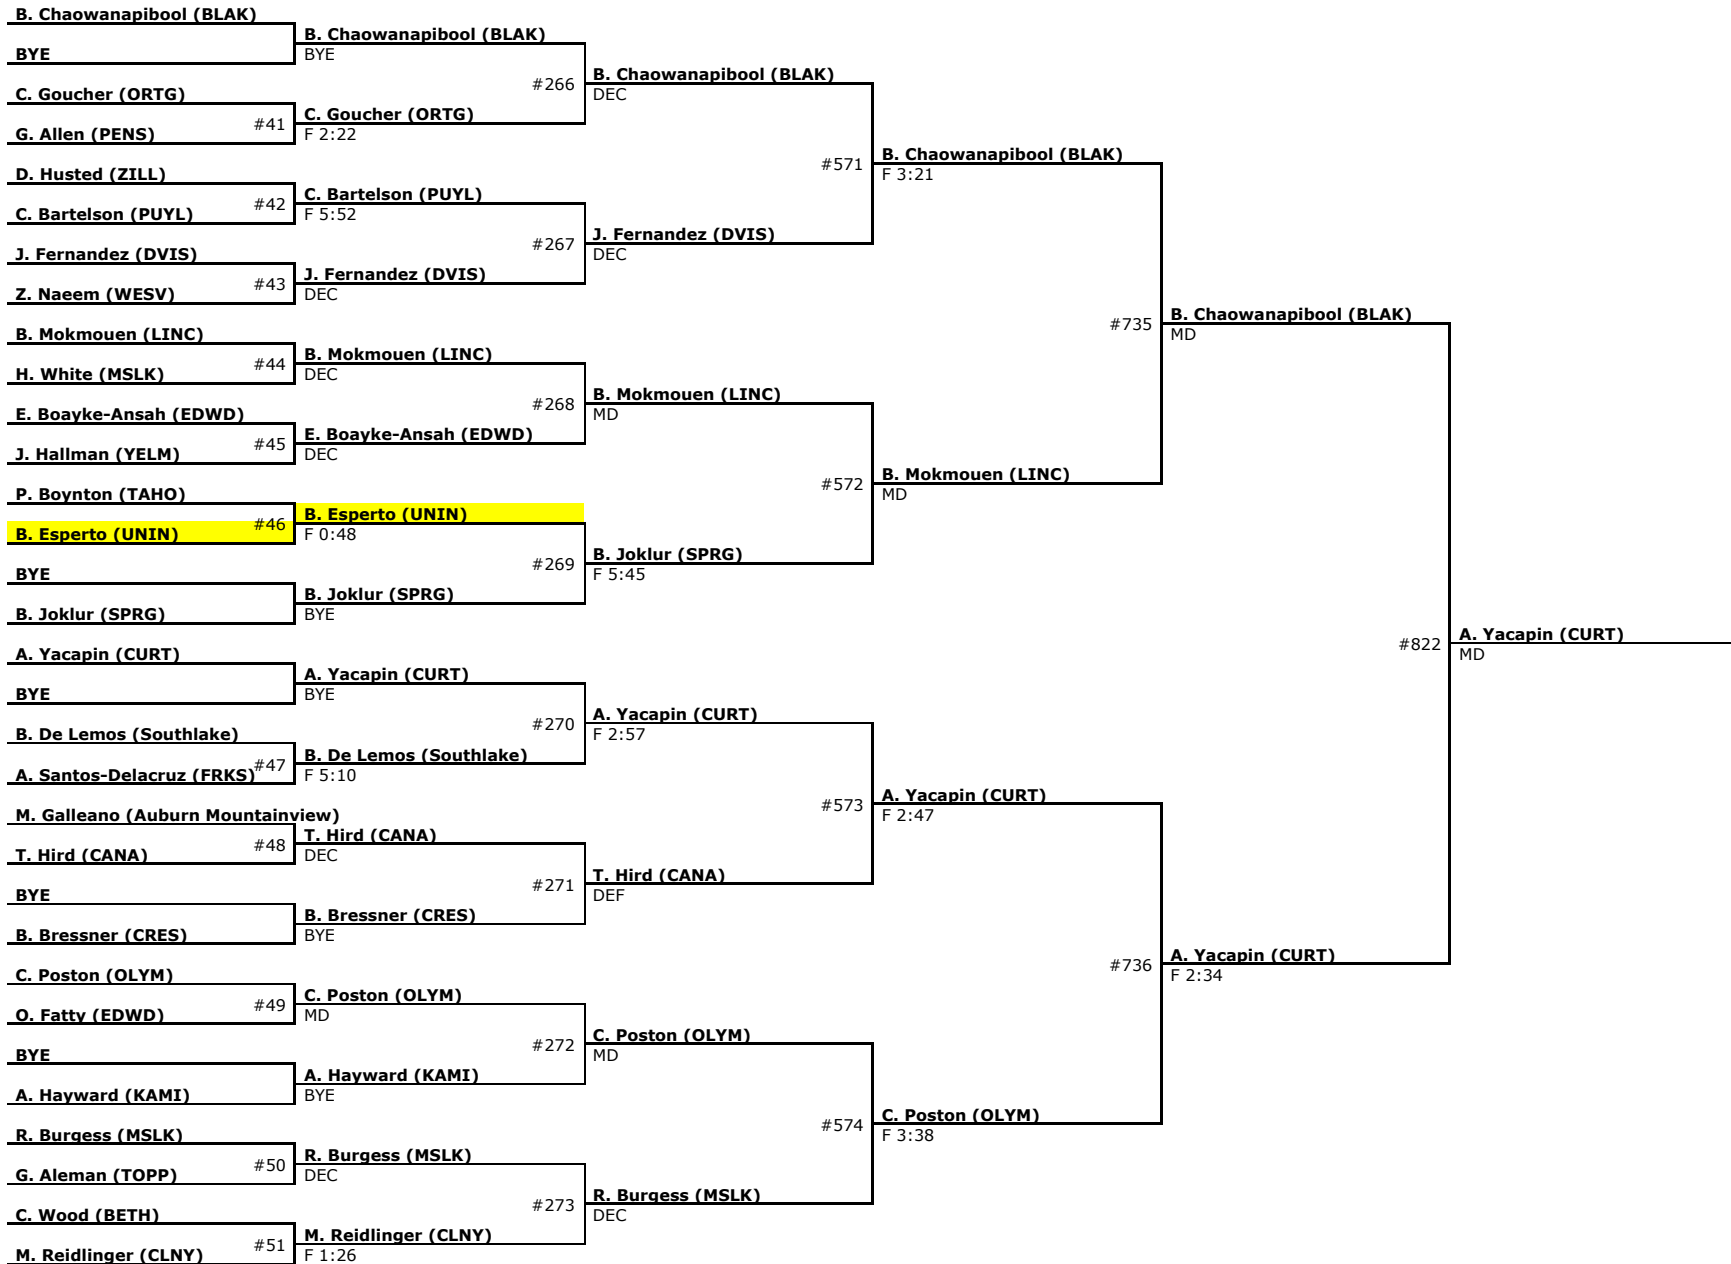 B. Chaowanapibool (BLAK)
BYE
C. Goucher (ORTG)
#41
G. Allen (PENS)
D. Husted (ZILL)
#42
C. Bartelson (PUYL)
J. Fernandez (DVIS)
#43
Z. Naeem (WESV)
B. Mokmouen (LINC)
#44
H. White (MSLK)
E. Boayke-Ansah (EDWD)
#45
J. Hallman (YELM)
P. Boynton (TAHO)
#46
B. Esperto (UNIN)
BYE
B. Joklur (SPRG)
A. Yacapin (CURT)
BYE
B. De Lemos (Southlake)
#47
A. Santos-Delacruz (FRKS)
M. Galleano (Auburn Mountainview)
#48
T. Hird (CANA)
BYE
B. Bressner (CRES)
C. Poston (OLYM)
#49
O. Fatty (EDWD)
BYE
A. Hayward (KAMI)
R. Burgess (MSLK)
#50
G. Aleman (TOPP)
C. Wood (BETH)
#51
M. Reidlinger (CLNY)
B. Chaowanapibool (BLAK)
BYE
#266
C. Goucher (ORTG)
F 2:22
C. Bartelson (PUYL)
F 5:52
#267
J. Fernandez (DVIS)
DEC
B. Mokmouen (LINC)
DEC
#268
E. Boayke-Ansah (EDWD)
DEC
B. Esperto (UNIN)
F 0:48
#269
B. Joklur (SPRG)
BYE
A. Yacapin (CURT)
BYE
#270
B. De Lemos (Southlake)
F 5:10
T. Hird (CANA)
DEC
#271
B. Bressner (CRES)
BYE
C. Poston (OLYM)
MD
#272
A. Hayward (KAMI)
BYE
R. Burgess (MSLK)
DEC
#273
M. Reidlinger (CLNY)
F 1:26
B. Chaowanapibool (BLAK)
DEC
#571
J. Fernandez (DVIS)
DEC
B. Mokmouen (LINC)
MD
#572
B. Joklur (SPRG)
F 5:45
A. Yacapin (CURT)
F 2:57
#573
T. Hird (CANA)
DEF
C. Poston (OLYM)
MD
#574
R. Burgess (MSLK)
DEC
B. Chaowanapibool (BLAK)
F 3:21
#735
B. Mokmouen (LINC)
MD
A. Yacapin (CURT)
F 2:47
#736
C. Poston (OLYM)
F 3:38
B. Chaowanapibool (BLAK)
MD
#822
A. Yacapin (CURT)
F 2:34
A. Yacapin (CURT)
MD